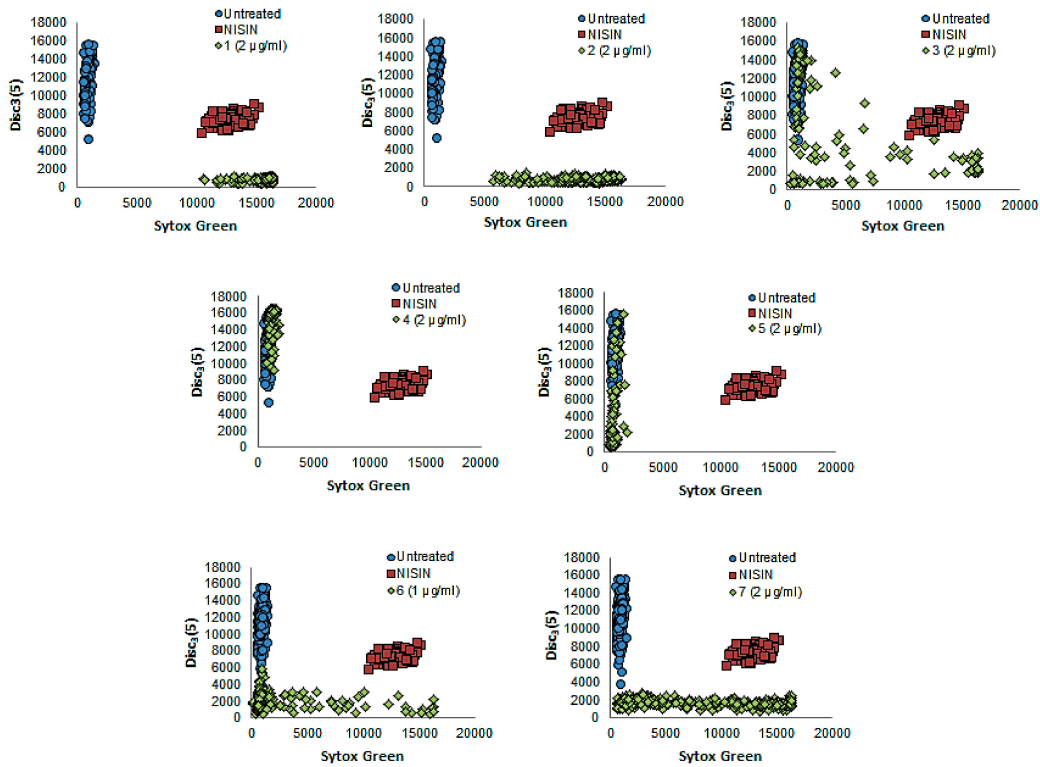 18000
16000
14000
12000
10000
8000
6000
4000
2000
0
Disc3(5)
Untreated
NISIN
1 (2 µg/ml)
0 5000 10000 15000 20000
Sytox Green
18000
16000
14000
12000
10000
8000
6000
4000
2000
0
Disc₃(5)
Untreated
NISIN
2 (2 µg/ml)
0 5000 10000 15000 20000
Sytox Green
18000
16000
14000
12000
10000
8000
6000
4000
2000
0
Disc₃(5)
Untreated
NISIN
3 (2 µg/ml)
0 5000 10000 15000 20000
Sytox Green
18000
16000
14000
12000
10000
8000
6000
4000
2000
0
Disc₃(5)
Untreated
NISIN
4 (2 µg/ml)
0 5000 10000 15000 20000
Sytox Green
18000
16000
14000
12000
10000
8000
6000
4000
2000
0
Disc₃(5)
Untreated
NISIN
5 (2 µg/ml)
0 5000 10000 15000 20000
Sytox Green
18000
16000
14000
12000
10000
8000
6000
4000
2000
0
Disc₃(5)
Untreated
NISIN
6 (1 µg/ml)
0 5000 10000 15000 20000
Sytox Green
18000
16000
14000
12000
10000
8000
6000
4000
2000
0
Disc₃(5)
Untreated
NISIN
7 (2 µg/ml)
0 5000 10000 15000 20000
Sytox Green